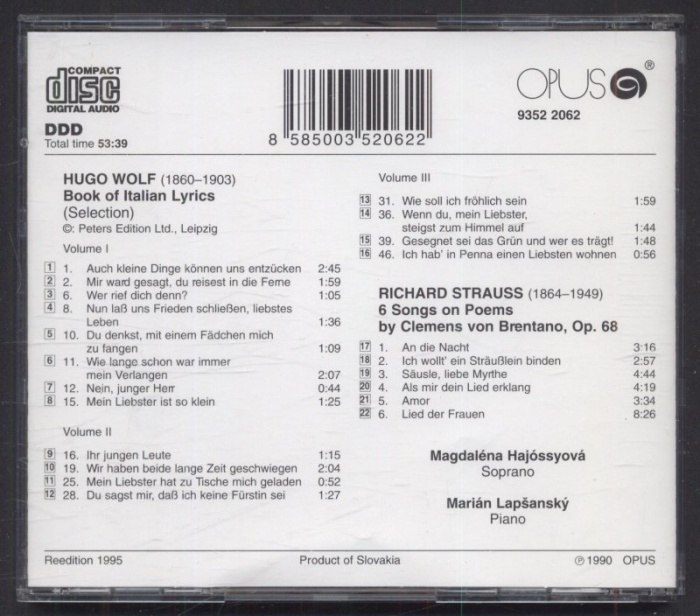 COMPACT
disc
DIGITAL AUDIO
DDD
Total time 53:39
8 585003 520622
OPUS ®
9352 2062
HUGO WOLF (1860–1903)
Book of Italian Lyrics
(Selection)
©: Peters Edition Ltd., Leipzig
Volume I
1 1. Auch kleine Dinge können uns entzücken 2:45
2 2. Mir ward gesagt, du reisest in die Ferne 1:59
3 6. Wer rief dich denn? 1:05
4 8. Nun laß uns Frieden schließen, liebstes
Leben 1:36
5 10. Du denkst, mit einem Fädchen mich
zu fangen 1:09
6 11. Wie lange schon war immer
mein Verlangen 2:07
7 12. Nein, junger Herr 0:44
8 15. Mein Liebster ist so klein 1:25
Volume II
9 16. Ihr jungen Leute 1:15
10 19. Wir haben beide lange Zeit geschwiegen 2:04
11 25. Mein Liebster hat zu Tische mich geladen 0:52
12 28. Du sagst mir, daß ich keine Fürstin sei 1:27
Volume III
13 31. Wie soll ich fröhlich sein 1:59
14 36. Wenn du, mein Liebster,
steigst zum Himmel auf 1:44
15 39. Gesegnet sei das Grün und wer es trägt! 1:48
16 46. Ich hab' in Penna einen Liebsten wohnen 0:56
RICHARD STRAUSS (1864–1949)
6 Songs on Poems
by Clemens von Brentano, Op. 68
17 1. An die Nacht 3:16
18 2. Ich wollt' ein Sträußlein binden 2:57
19 3. Säusle, liebe Myrthe 4:44
20 4. Als mir dein Lied erklang 4:19
21 5. Amor 3:34
22 6. Lied der Frauen 8:26
Magdaléna Hajóssyová
Soprano
Marián Lapšanský
Piano
Reedition 1995
Product of Slovakia
℗ 1990 OPUS